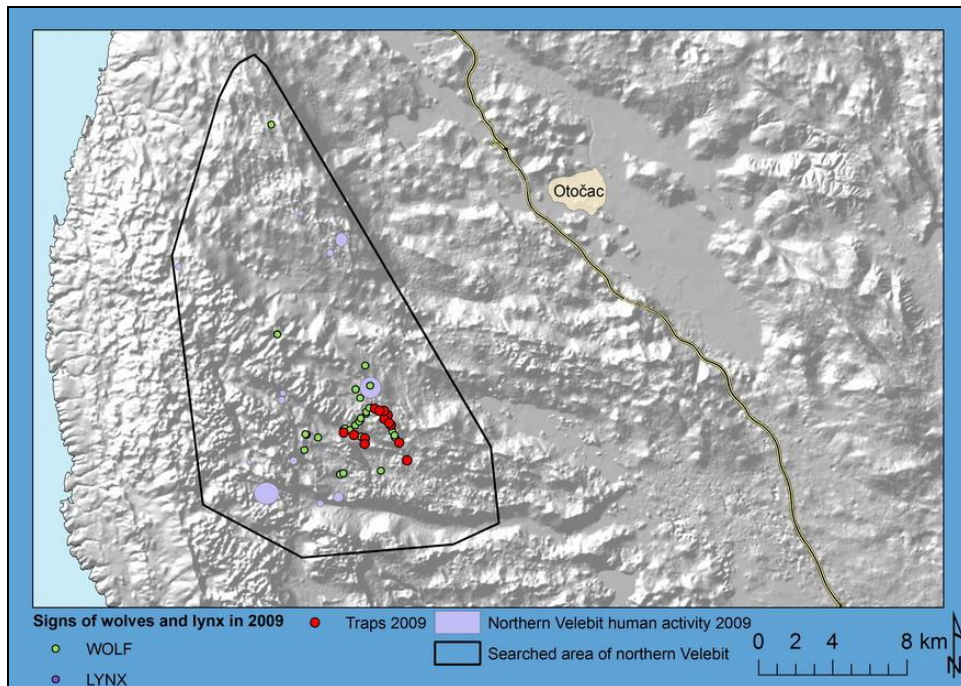 Otočac
Signs of wolves and lynx in 2009
WOLF
LYNX
Traps 2009
Northern Velebit human activity 2009
Searched area of northern Velebit
0 2 4 8 km
N